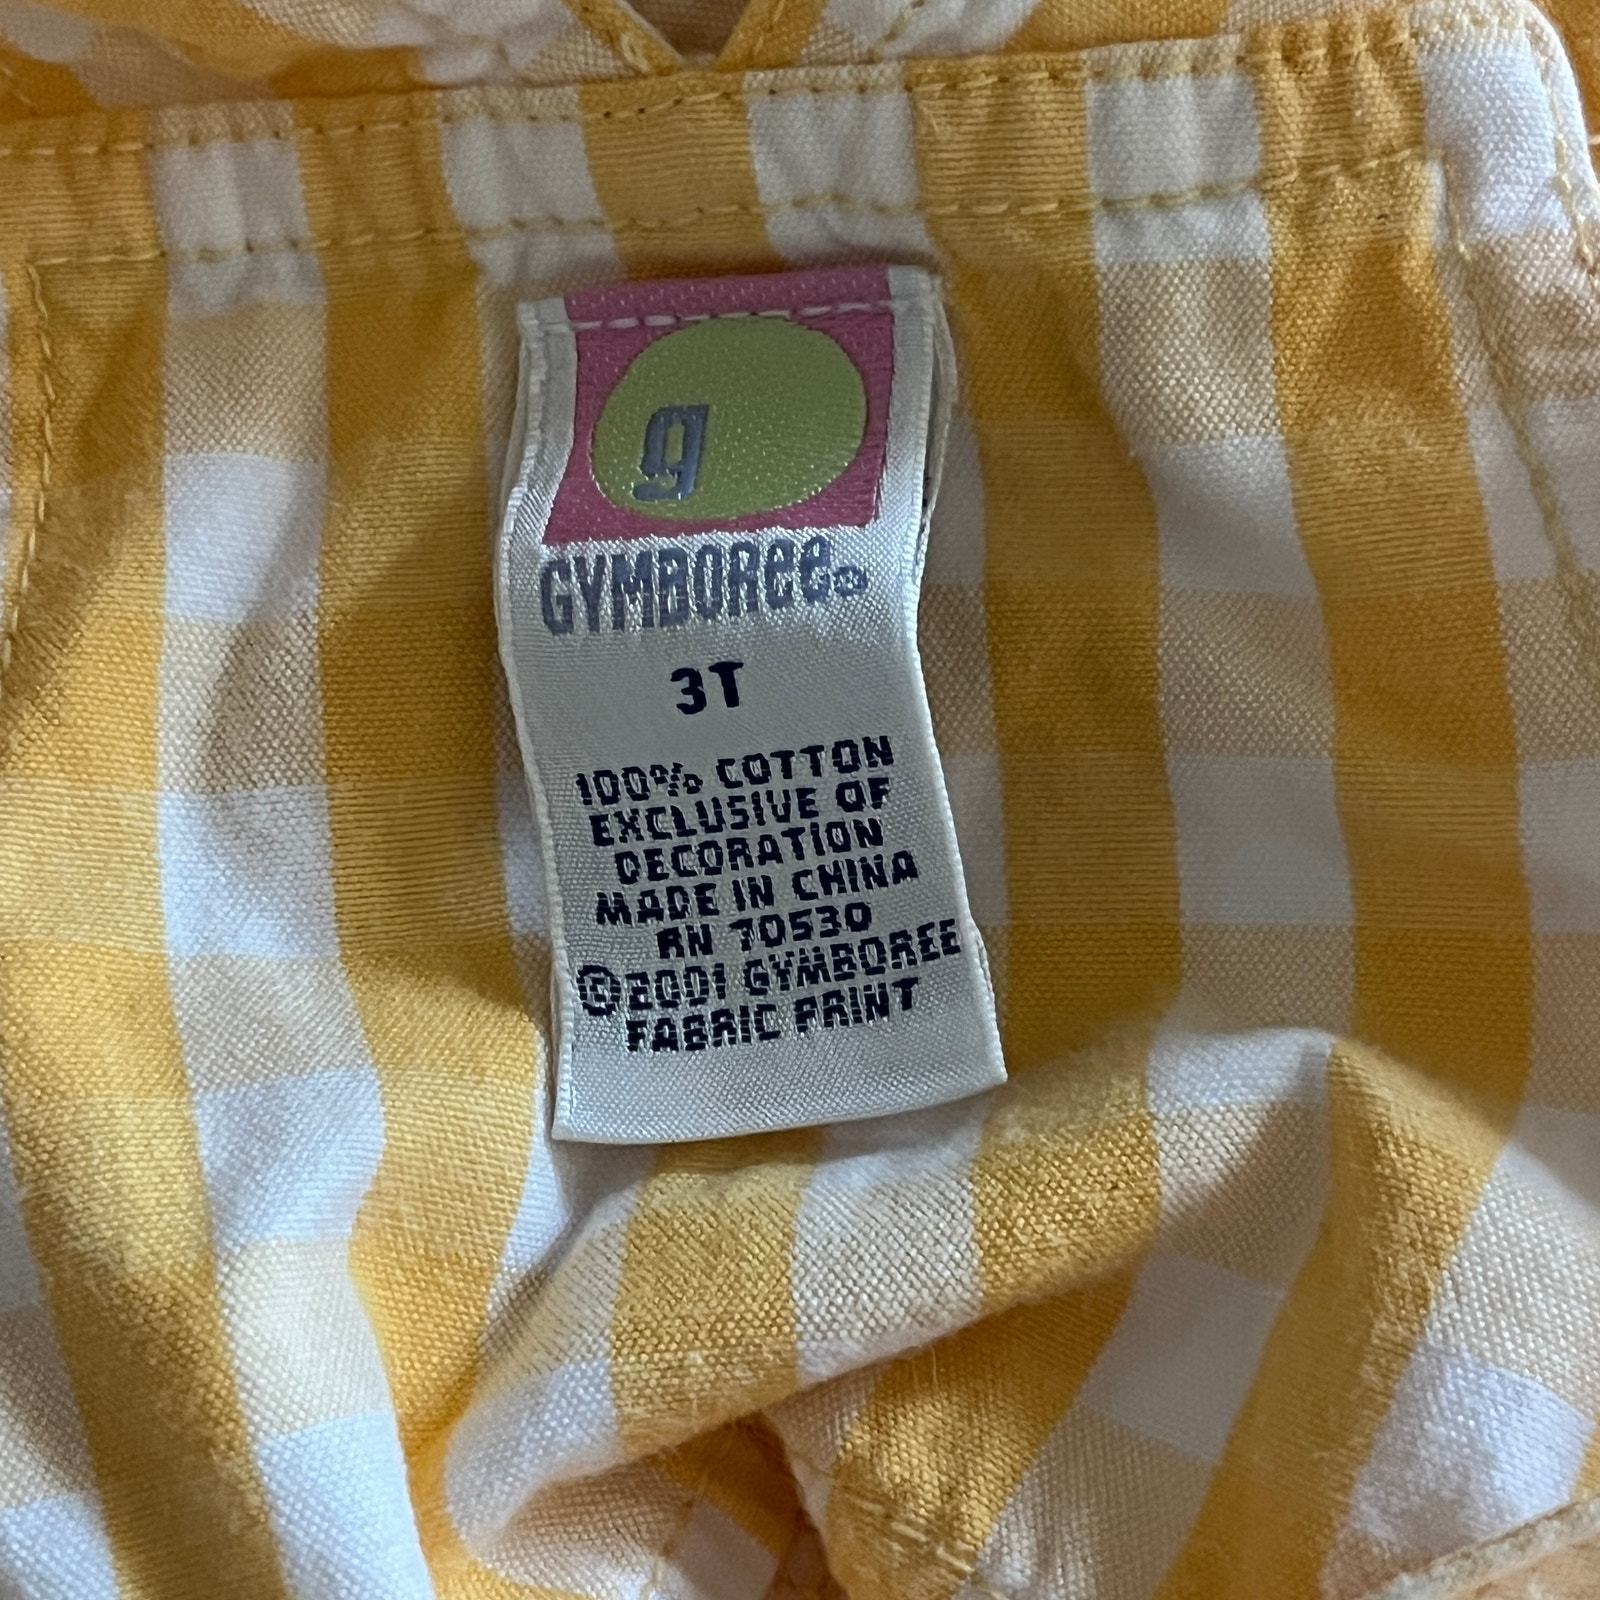 g
GYMBOREE®
3T
100% COTTON
EXCLUSIVE OF
DECORATION
MADE IN CHINA
RN 70530
©2001 GYMBOREE
FABRIC PRINT